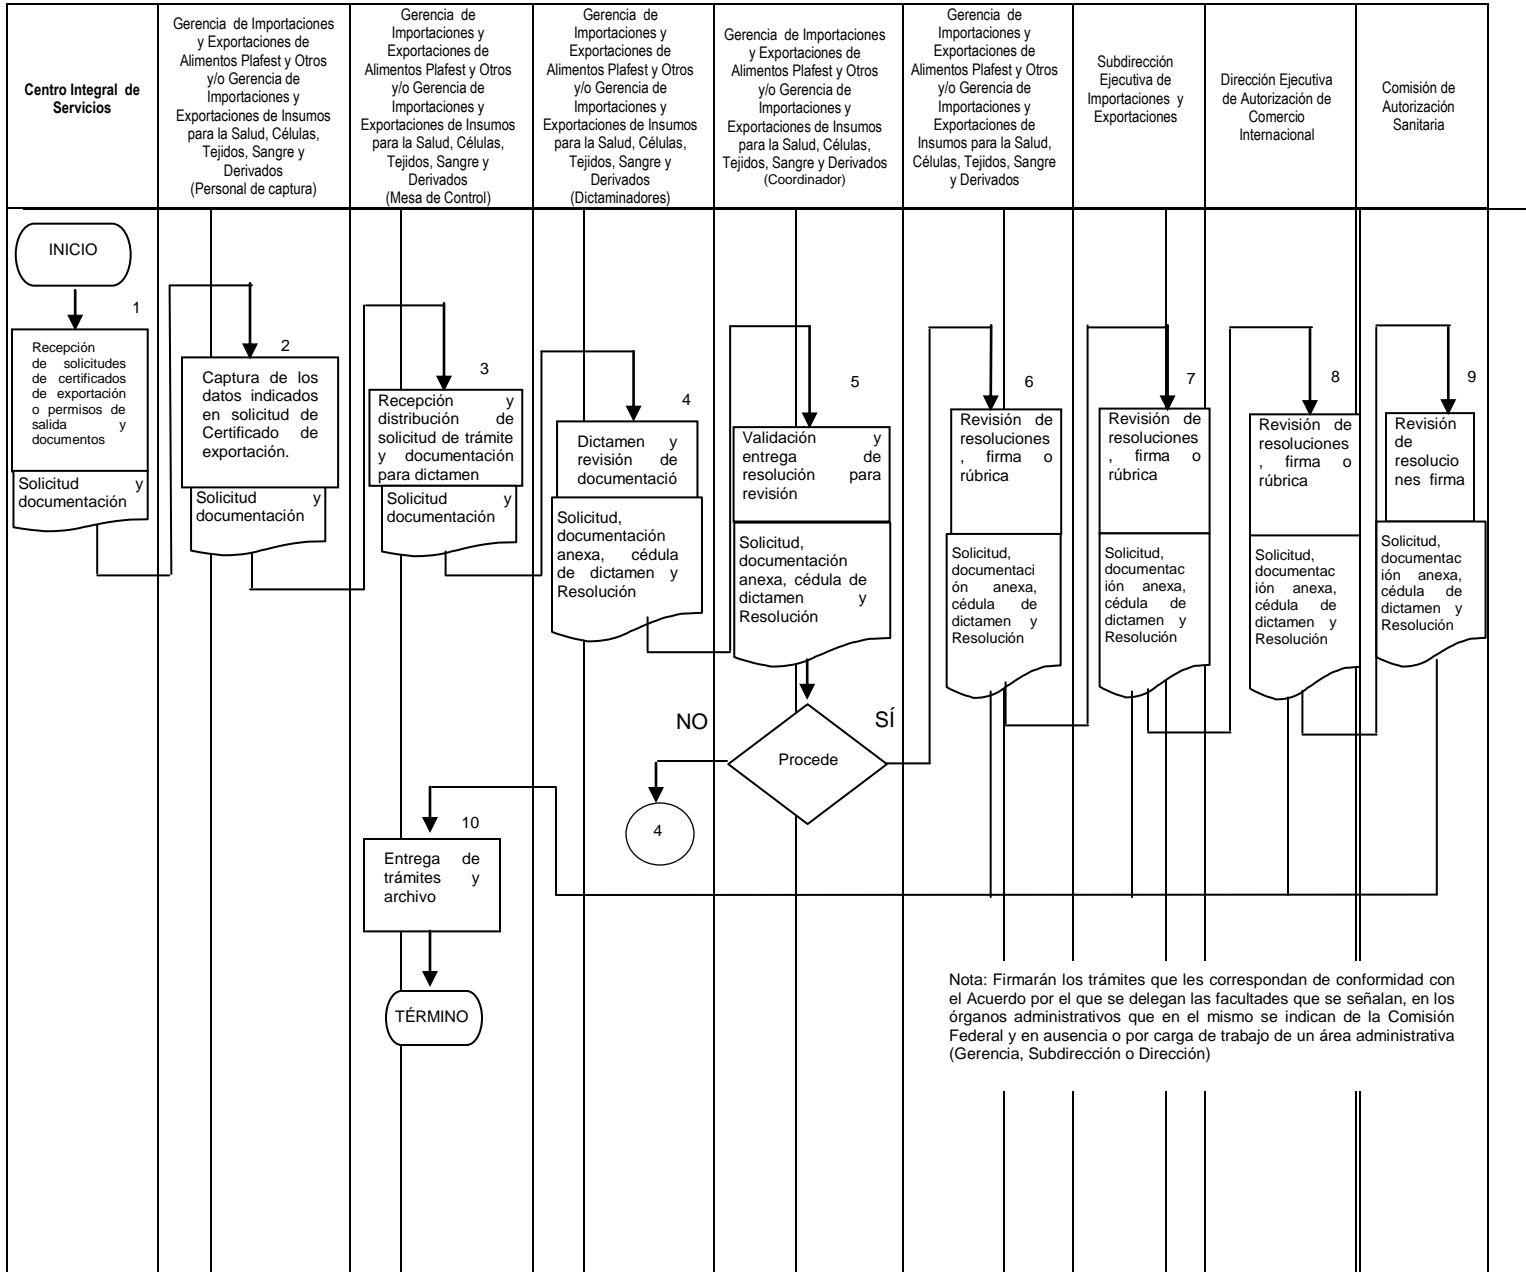 Centro Integral de
Servicios
Gerencia de Importaciones
y Exportaciones de
Alimentos Plafest y Otros
y/o Gerencia de
Importaciones y
Exportaciones de Insumos
para la Salud, Células,
Tejidos, Sangre y
Derivados
(Personal de captura)
Gerencia de
Importaciones y
Exportaciones de
Alimentos Plafest y Otros
y/o Gerencia de
Importaciones y
Exportaciones de Insumos
para la Salud, Células,
Tejidos, Sangre y
Derivados
(Mesa de Control)
Gerencia de
Importaciones y
Exportaciones de
Alimentos Plafest y Otros
y/o Gerencia de
Importaciones y
Exportaciones de Insumos
para la Salud, Células,
Tejidos, Sangre y
Derivados
(Dictaminadores)
Gerencia de Importaciones
y Exportaciones de
Alimentos Plafest y Otros
y/o Gerencia de
Importaciones y
Exportaciones de Insumos
para la Salud, Células,
Tejidos, Sangre y Derivados
(Coordinador)
Gerencia de
Importaciones y
Exportaciones de
Alimentos Plafest y Otros
y/o Gerencia de
Importaciones y
Exportaciones de
Insumos para la Salud,
Células, Tejidos, Sangre
y Derivados
Subdirección
Ejecutiva de
Importaciones y
Exportaciones
Dirección Ejecutiva
de Autorización de
Comercio
Internacional
Comisión de
Autorización
Sanitaria
INICIO
1
Recepción
de solicitudes
de certificados
de exportación
o permisos de
salida y
documentos
Solicitud y
documentación
2
Captura de los
datos indicados
en solicitud de
Certificado de
exportación.
Solicitud y
documentación
3
Recepción y
distribución de
solicitud de trámite
y documentación
para dictamen
Solicitud y
documentación
4
Dictamen y
revisión de
documentació
Solicitud,
documentación
anexa, cédula
de dictamen y
Resolución
5
Validación y
entrega de
resolución para
revisión
Solicitud,
documentación
anexa, cédula de
dictamen y
Resolución
6
Revisión de
resoluciones
, firma o
rúbrica
Solicitud,
documentaci
ón anexa,
cédula de
dictamen y
Resolución
7
Revisión de
resoluciones
, firma o
rúbrica
Solicitud,
documentac
ión anexa,
cédula de
dictamen y
Resolución
8
Revisión de
resoluciones
, firma o
rúbrica
Solicitud,
documentac
ión anexa,
cédula de
dictamen y
Resolución
9
Revisión
de
resolucio
nes firma
Solicitud,
documentac
ión anexa,
cédula de
dictamen y
Resolución
NO
SÍ
Procede
4
10
Entrega de
trámites y
archivo
TÉRMINO
Nota: Firmarán los trámites que les correspondan de conformidad con
el Acuerdo por el que se delegan las facultades que se señalan, en los
órganos administrativos que en el mismo se indican de la Comisión
Federal y en ausencia o por carga de trabajo de un área administrativa
(Gerencia, Subdirección o Dirección)